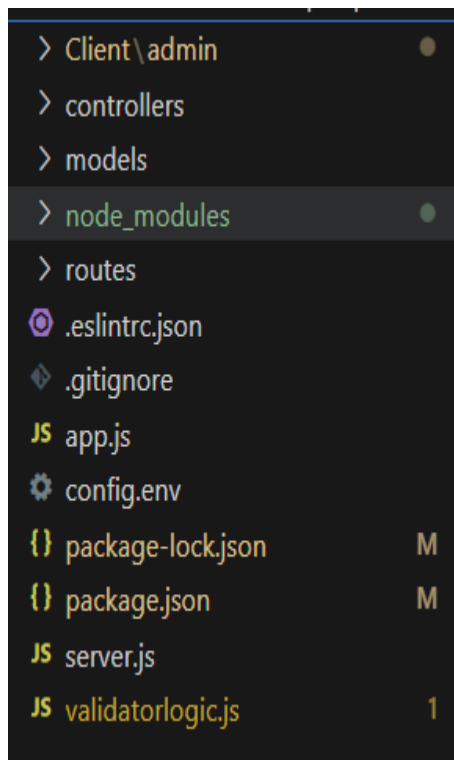 Client\admin
controllers
models
node_modules
routes
.eslintrc.json
.gitignore
JS app.js
config.env
{} package-lock.json M
{} package.json M
JS server.js
JS validatorlogic.js 1